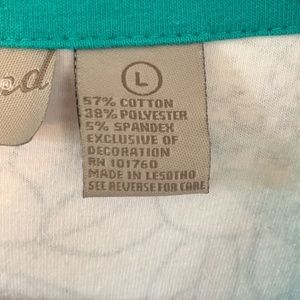 L
57% COTTON
38% POLYESTER
5% SPANDEX
EXCLUSIVE OF
DECORATION
RN 101760
MADE IN LESOTHO
SEE REVERSE FOR CARE